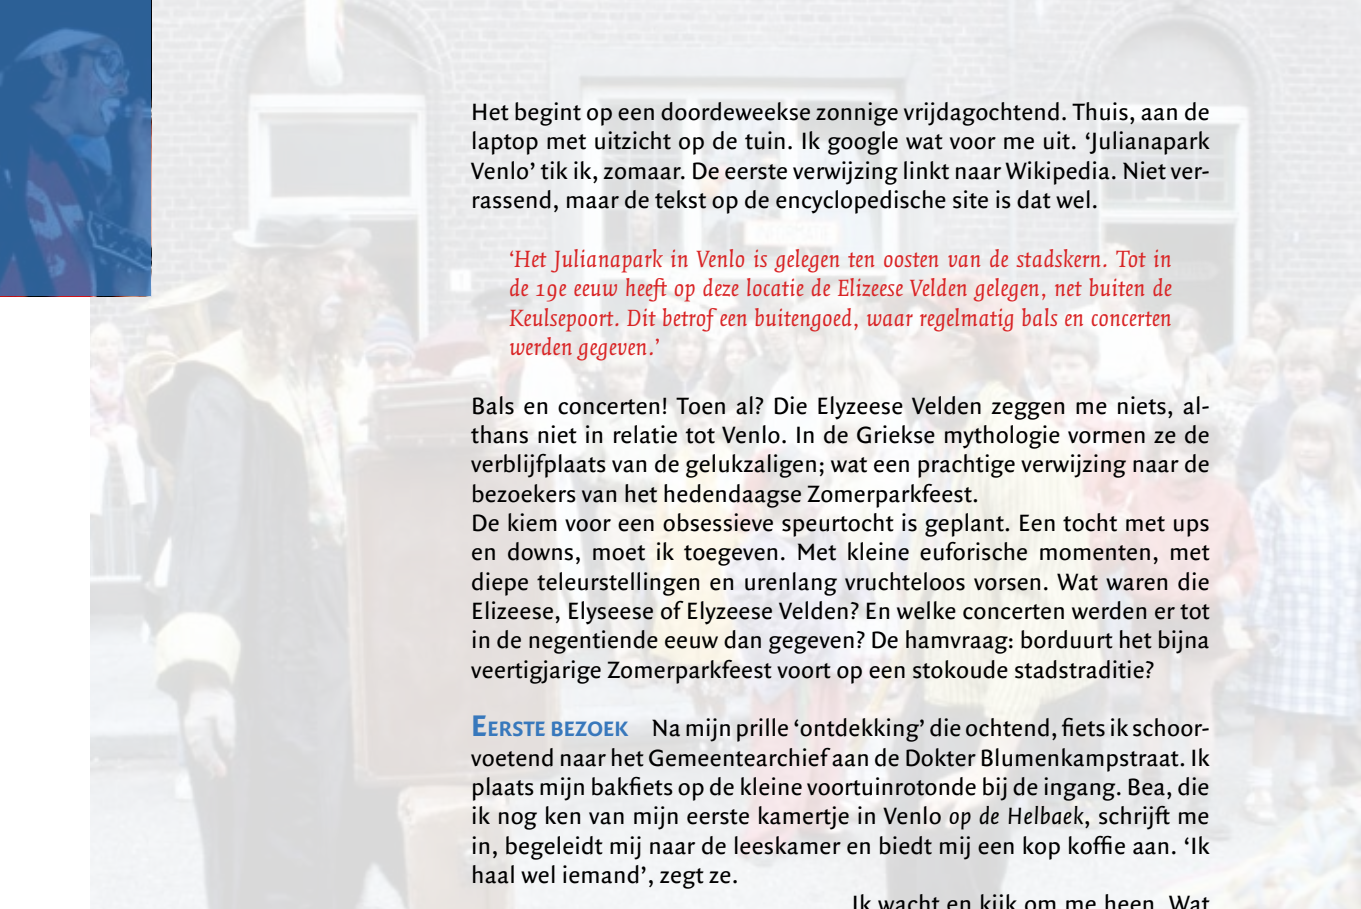 Het begint op een doordeweekse zonnige vrijdagochtend. Thuis, aan de
laptop met uitzicht op de tuin. Ik google wat voor me uit. ‘Julianapark
Venlo’ tik ik, zomaar. De eerste verwijzing linkt naar Wikipedia. Niet ver-
rassend, maar de tekst op de encyclopedische site is dat wel.
‘Het Julianapark in Venlo is gelegen ten oosten van de stadskern. Tot in
de 19e eeuw heeft op deze locatie de Elizeese Velden gelegen, net buiten de
Keulsepoort. Dit betrof een buitengoed, waar regelmatig bals en concerten
werden gegeven.’
Bals en concerten! Toen al? Die Elyzeese Velden zeggen me niets, al-
thans niet in relatie tot Venlo. In de Griekse mythologie vormen ze de
verblijfplaats van de gelukzaligen; wat een prachtige verwijzing naar de
bezoekers van het hedendaagse Zomerparkfeest.
De kiem voor een obsessieve speurtocht is geplant. Een tocht met ups
en downs, moet ik toegeven. Met kleine euforische momenten, met
diepe teleurstellingen en urenlang vruchteloos vorsen. Wat waren die
Elizeese, Elyseese of Elyzeese Velden? En welke concerten werden er tot
in de negentiende eeuw dan gegeven? De hamvraag: borduurt het bijna
veertigjarige Zomerparkfeest voort op een stokoude stadstraditie?
EERSTE BEZOEK Na mijn prille ‘ontdekking’ die ochtend, fiets ik schoor-
voetend naar het Gemeentearchief aan de Dokter Blumenkampstraat. Ik
plaats mijn bakfiets op de kleine voortuinrotonde bij de ingang. Bea, die
ik nog ken van mijn eerste kamertje in Venlo op de Helbaek, schrijft me
in, begeleidt mij naar de leeskamer en biedt mij een kop koffie aan. ‘Ik
haal wel iemand’, zegt ze.
Ik wacht en kijk om me heen. Wat